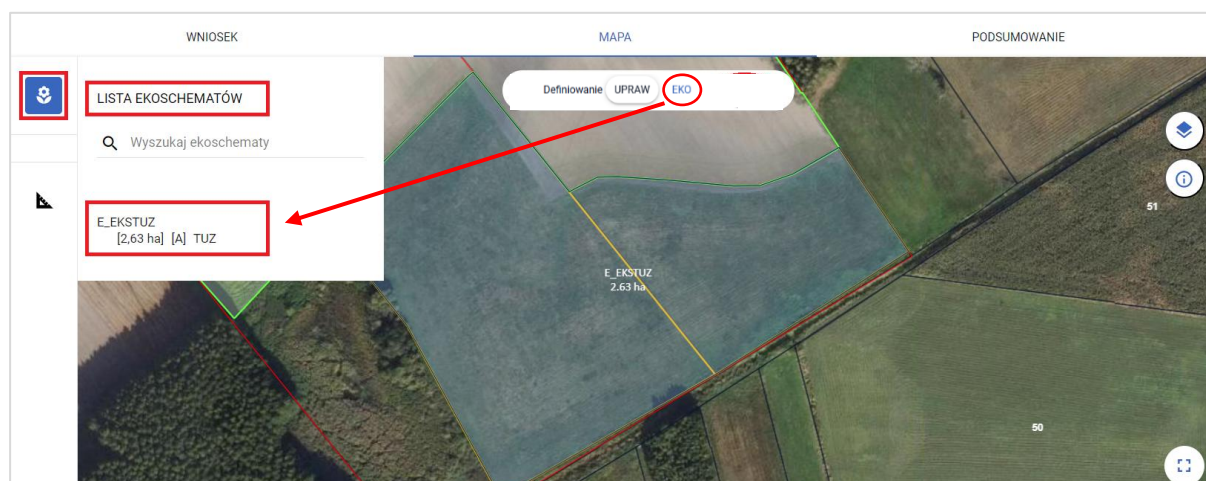 WNIOSEK
MAPA
PODSUMOWANIE
LISTA EKOSCHEMATÓW
Definiowanie UPRAW EKO
Wyszukaj ekoschematy
E_EKSTUZ
[2,63 ha] [A] TUZ
E_EKSTUZ
2.63 ha
51
50